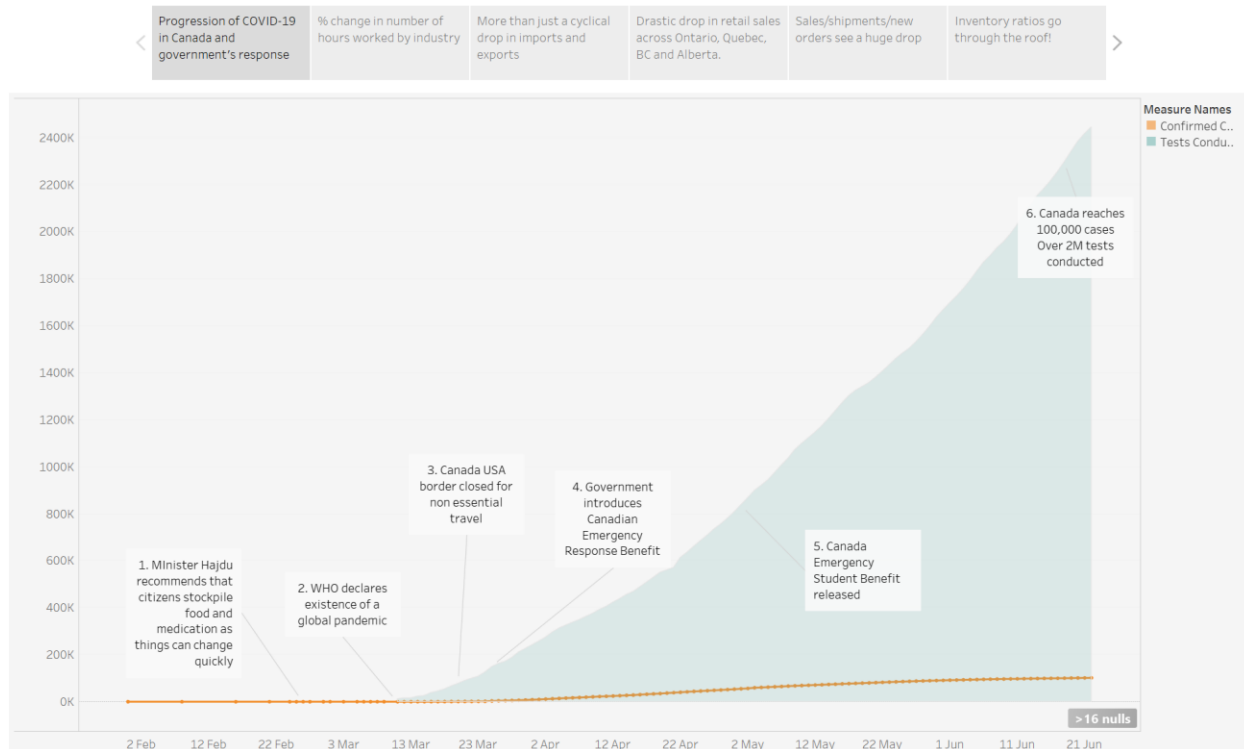 Progression of COVID-19
in Canada and
government's response
% change in number of
hours worked by industry
More than just a cyclical
drop in imports and
exports
Drastic drop in retail sales
across Ontario, Quebec,
BC and Alberta.
Sales/shipments/new
orders see a huge drop
Inventory ratios go
through the roof!
Measure Names
Confirmed C..
Tests Condu..
2400K
2200K
2000K
1800K
1600K
1400K
1200K
1000K
800K
600K
400K
200K
0K
6. Canada reaches
100,000 cases
Over 2M tests
conducted
3. Canada USA
border closed for
non essential
travel
4. Government
introduces
Canadian
Emergency
Response Benefit
5. Canada
Emergency
Student Benefit
released
1. MInister Hajdu
recommends that
citizens stockpile
food and
medication as
things can change
quickly
2. WHO declares
existence of a
global pandemic
>16 nulls
2 Feb
12 Feb
22 Feb
3 Mar
13 Mar
23 Mar
2 Apr
12 Apr
22 Apr
2 May
12 May
22 May
1 Jun
11 Jun
21 Jun